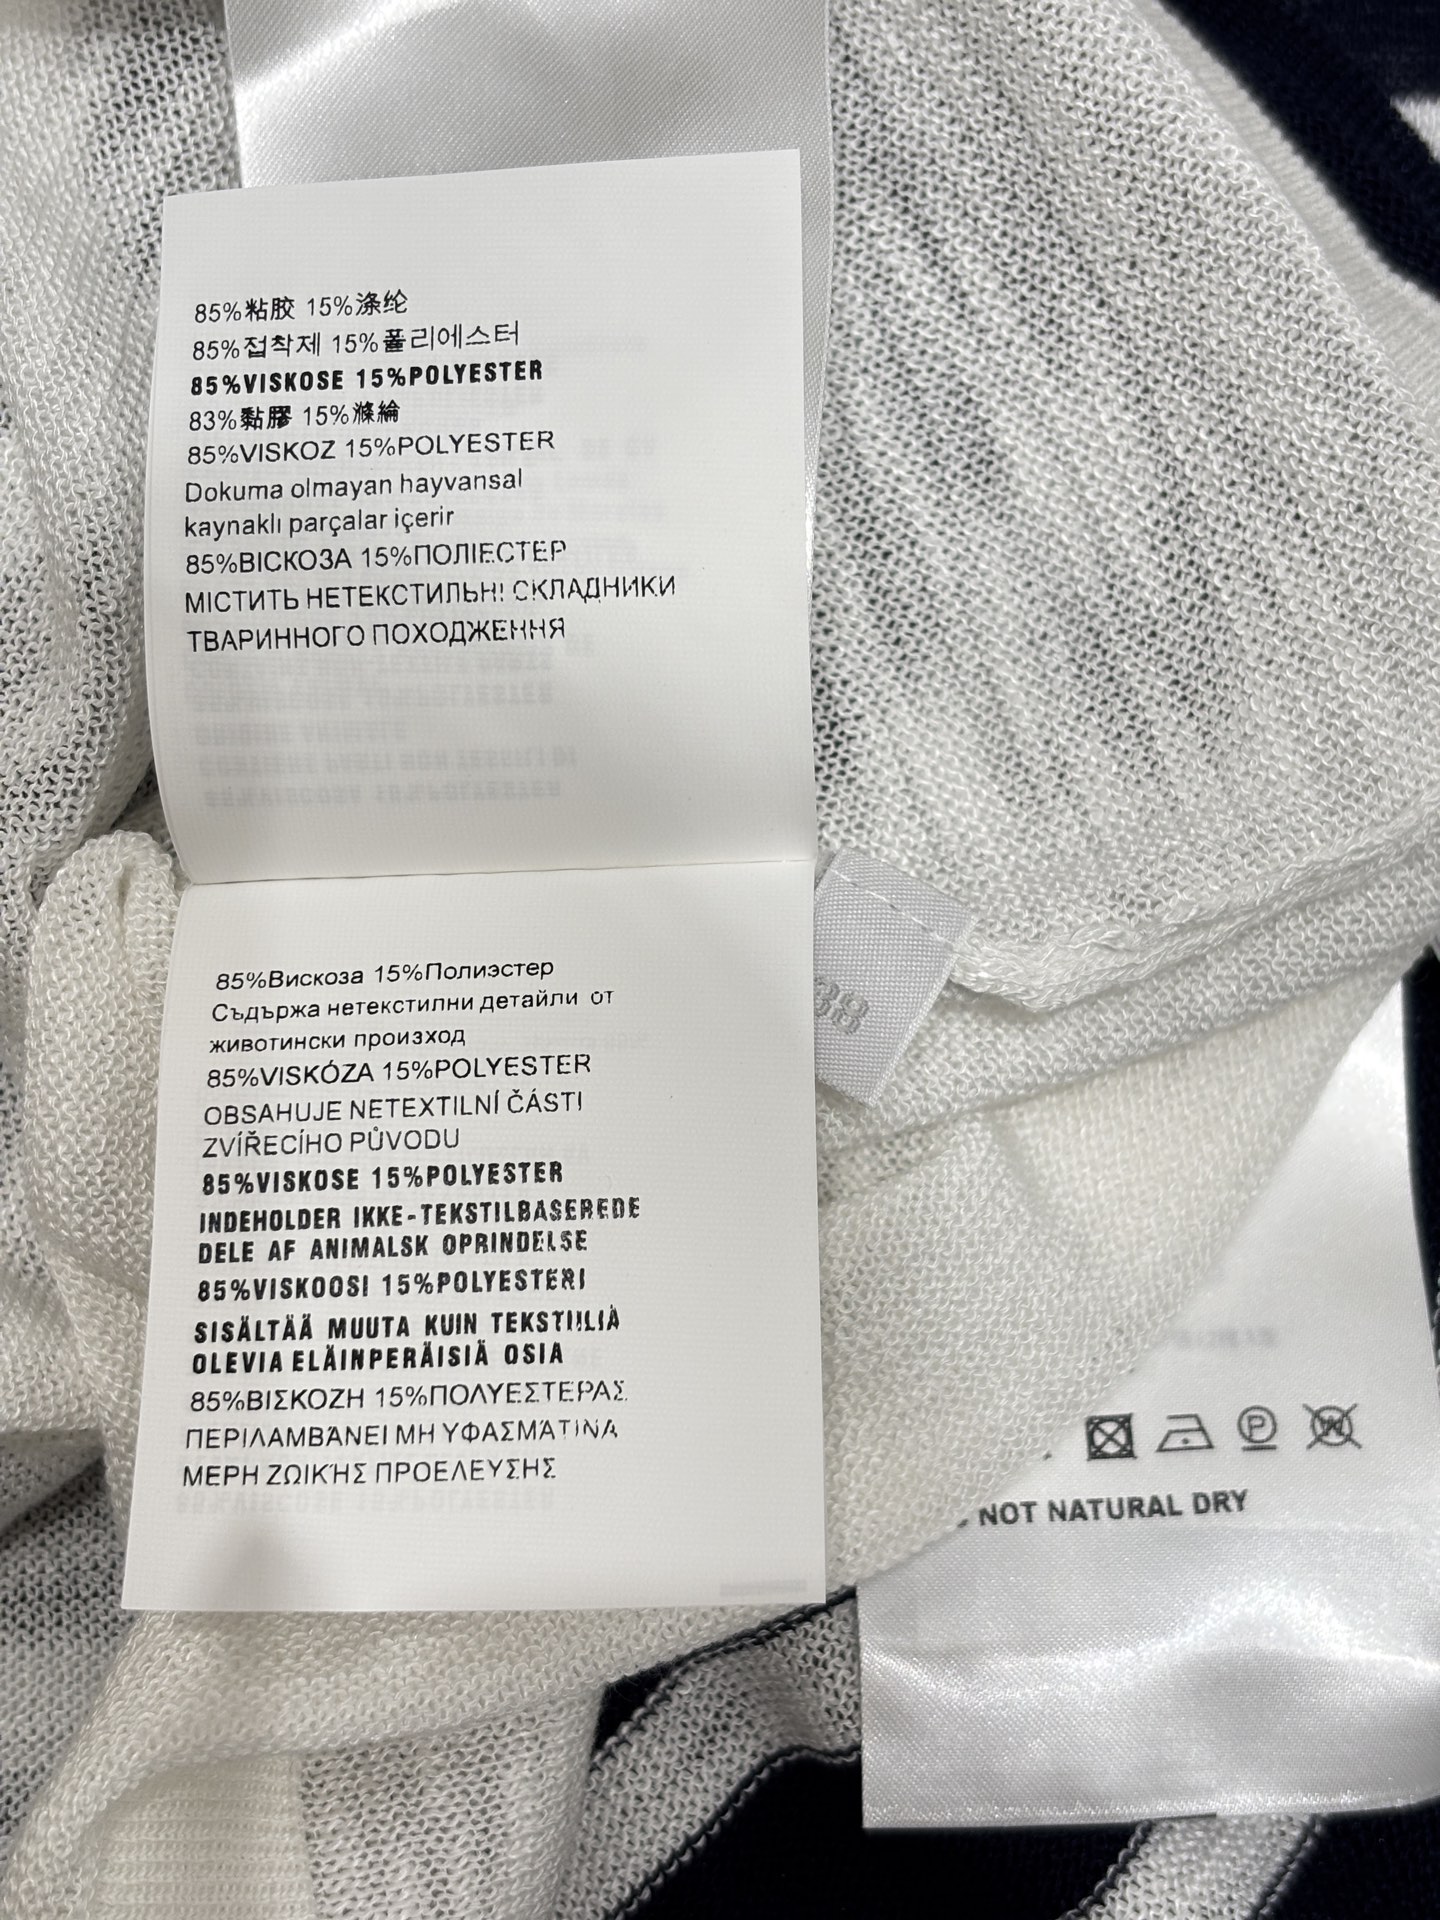 85%粘胶 15%涤纶
85%접착제 15%폴리에스터
85%VISKOSE 15%POLYESTER
83%黏膠 15%滌綸
85%VISKOZ 15%POLYESTER
Dokuma olmayan hayvansal
kaynaklı parçalar içerir
85%ВІСКОЗА 15%ПОЛІЕСТЕР
МІСТИТЬ НЕТЕКСТИЛЬН! СКЛАДНИКИ
ТВАРИННОГО ПОХОДЖЕННЯ
85%Вискоза 15%Полиэстер
Съдържа нетекстилни детайли от
животински произход
85%VISKÓZA 15%POLYESTER
OBSAHUJE NETEXTILNÍ ČÁSTI
ZVÍŘECÍHO PŮVODU
85%VISKOSE 15%POLYESTER
INDEHOLDER IKKE-TEKSTILBASEREDE
DELE AF ANIMALSK OPRINDELSE
85%VISKOOSI 15%POLYESTERI
SISÄLTÄÄ MUUTA KUIN TEKSTIILIÄ
OLEVIA ELÄINPERÄISIÄ OSIA
85%ΒΙΣΚΟΖΗ 15%ΠΟΛΥΕΣΤΕΡΑΣ
ΠΕΡΙΛΑΜΒΆΝΕΙ ΜΗ ΥΦΑΣΜΆΤΙΝΑ
ΜΕΡΗ ΖΩΙΚΉΣ ΠΡΟΕΛΕΥΣΗΣ
38
P
W
NOT NATURAL DRY